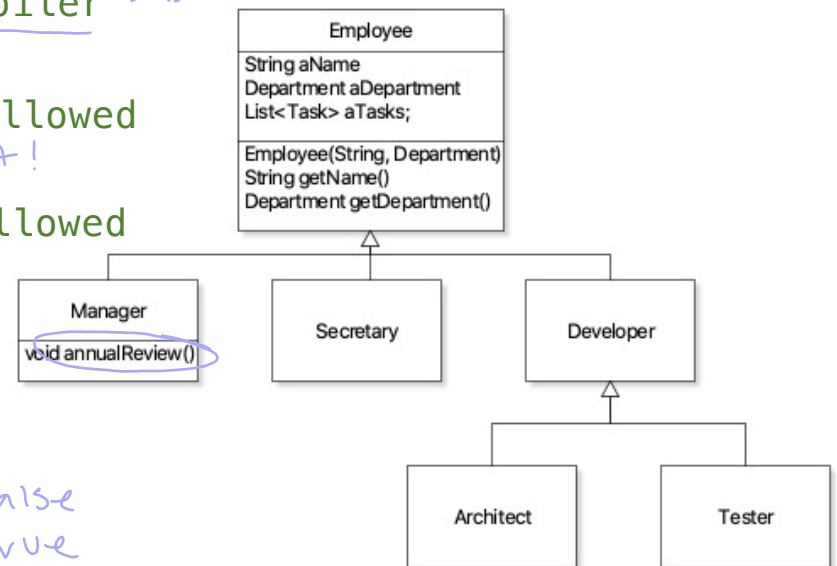 Employee
String aName
Department aDepartment
List<Task> aTasks;
llowed
Employee(String, Department)
String getName()
Department getDepartment()
llowed
Manager
void annualReview()
Secretary
Developer
Architect
Tester
alse
rue